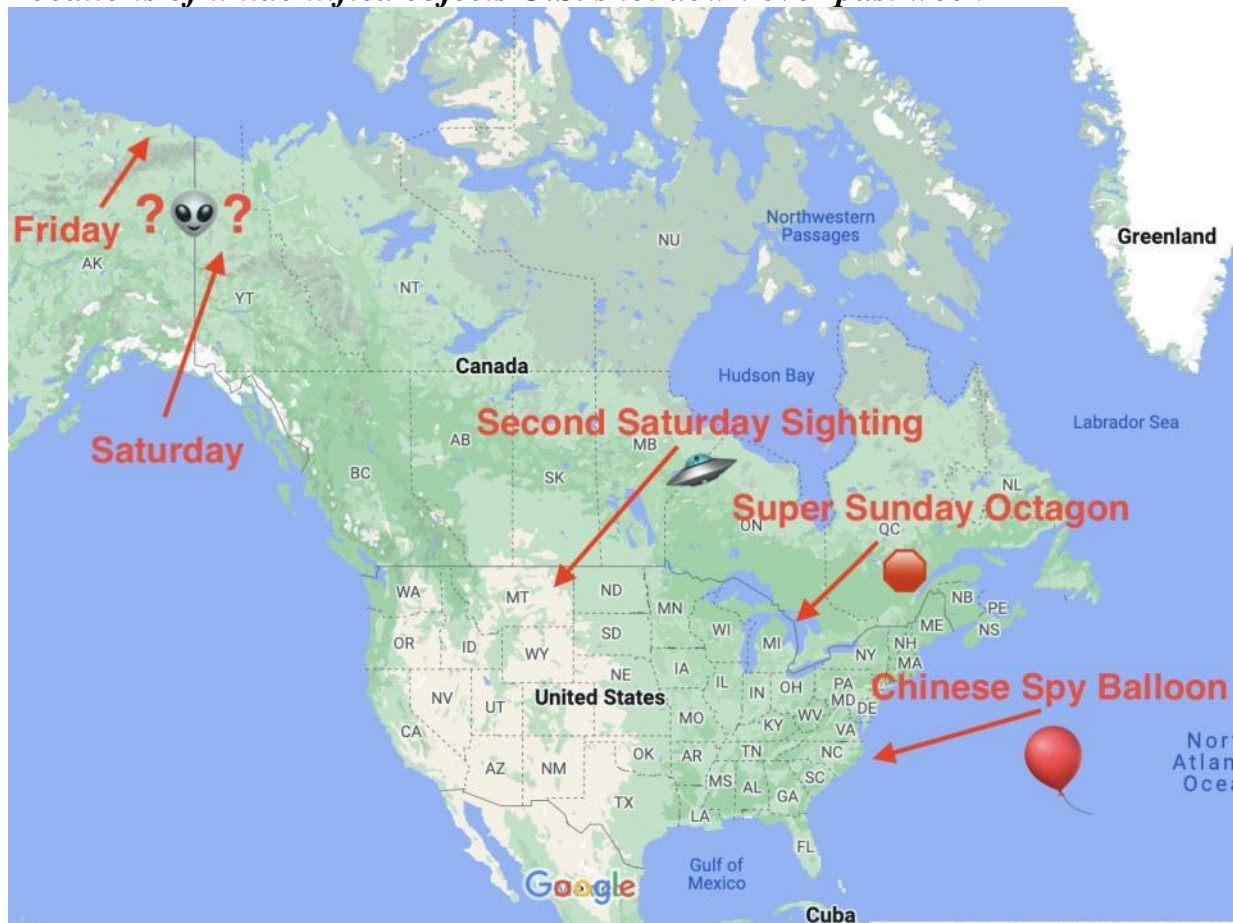 Friday
?
?
AK
YT
NT
NU
Northwestern
Passages
Greenland
Canada
Hudson Bay
Labrador Sea
Saturday
Second Saturday Sighting
AB
MB
BC
SK
NL
Super Sunday Octagon
ON
QC
WA
MT
ND
MN
NB
PE
OR
ID
SD
WI
MI
ME
NS
WY
NY
NH
MA
NE
IA
IL
IN
OH
PA
Chinese Spy Balloon
NV
UT
United States
MD
DE
CA
MO
KY
WV
VA
AZ
NM
OK
AR
TN
NC
MS
AL
SC
GA
TX
LA
FL
Gulf of
Mexico
Google
Cuba